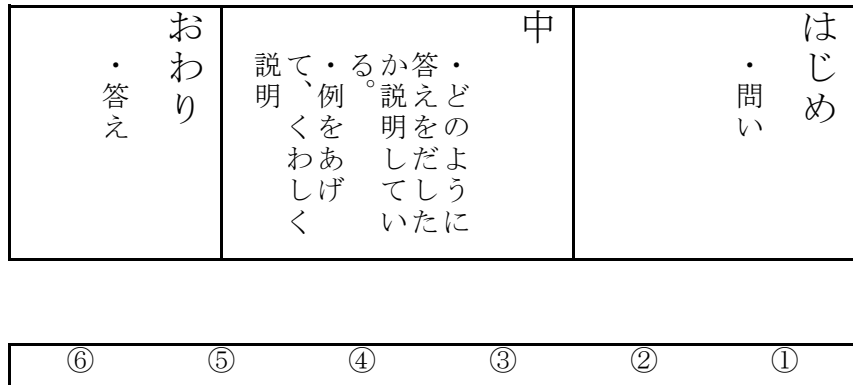 はじめ
・問い
中
・どのように
答えをだした
か説明してい
る。
・例をあげ
て、くわしく
説明
おわり
・答え
①
②
③
④
⑤
⑥